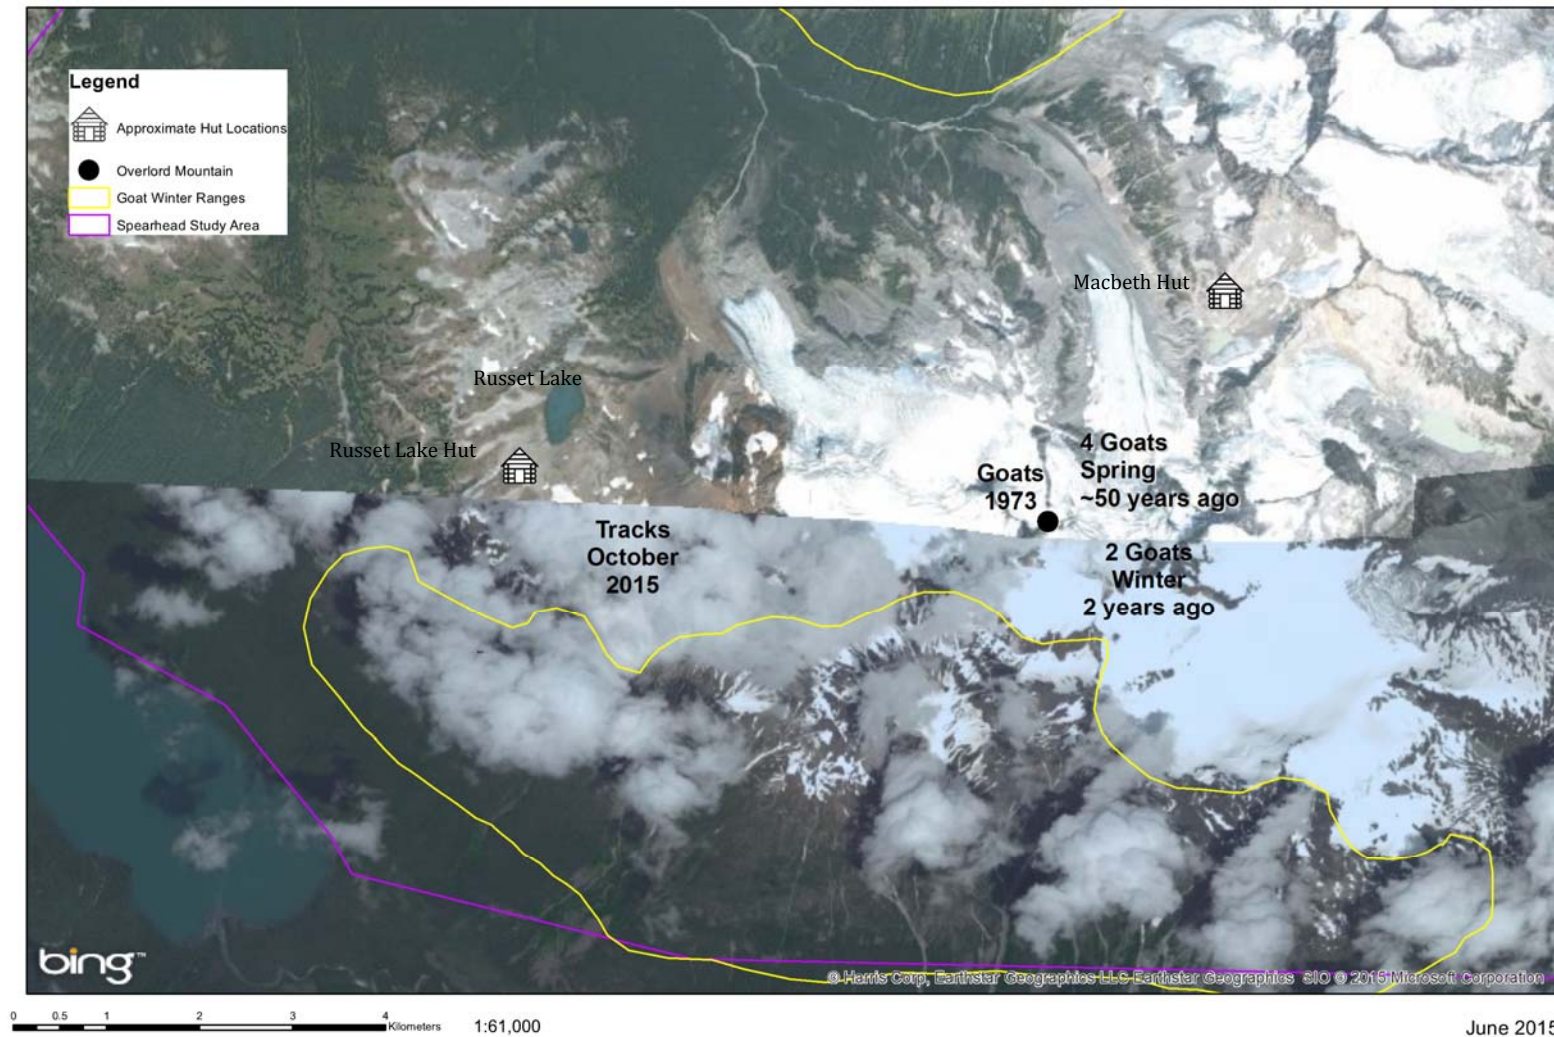 Legend
Approximate Hut Locations
Overlord Mountain
Goat Winter Ranges
Spearhead Study Area
Macbeth Hut
Russet Lake
Russet Lake Hut
Goats
1973
4 Goats
Spring
~50 years ago
Tracks
October
2015
2 Goats
Winter
2 years ago
bing™
© Harris Corp, Earthstar Geographics LLC Earthstar Geographics SIO © 2015 Microsoft Corporation
0 0.5 1 2 3 4 Kilometers
1:61,000
June 2015